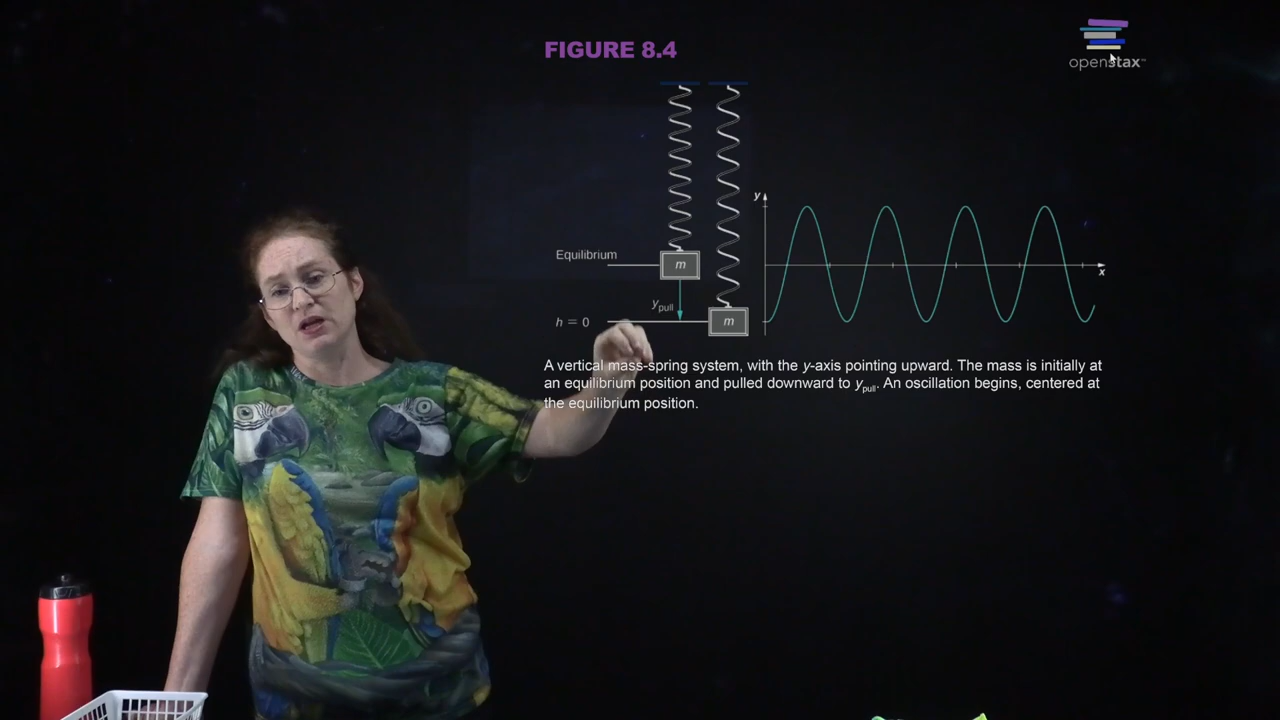 FIGURE 8.4
openstax™
y
Equilibrium
m
x
ypull
h = 0
m
A vertical mass-spring system, with the y-axis pointing upward. The mass is initially at
an equilibrium position and pulled downward to ypull. An oscillation begins, centered at
the equilibrium position.